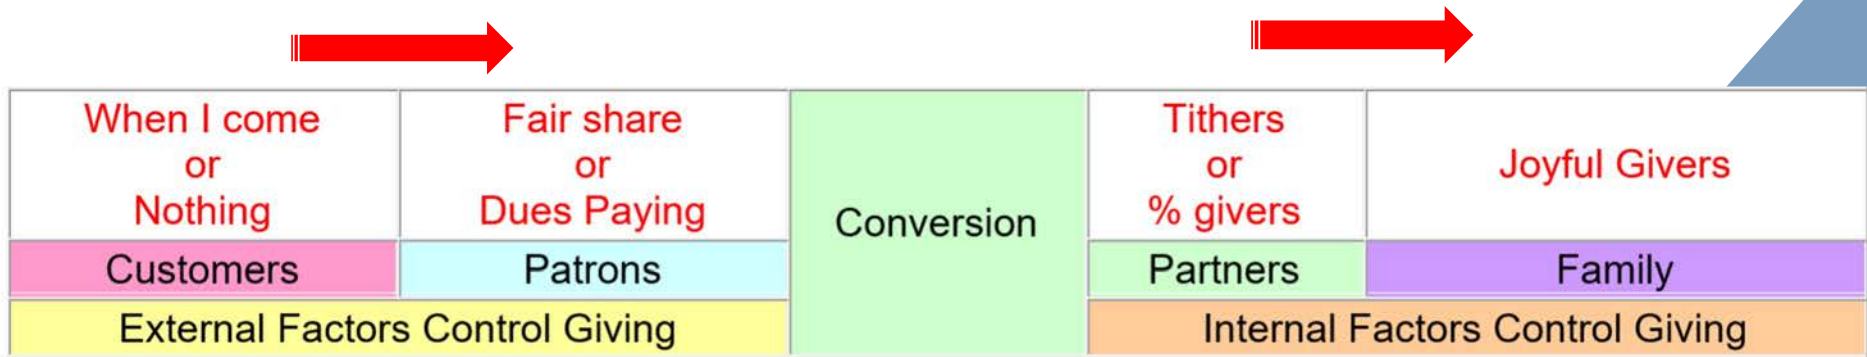 When I come
or
Nothing
Fair share
or
Dues Paying
Conversion
Tithers
or
% givers
Joyful Givers
Customers
Patrons
Partners
Family
External Factors Control Giving
Internal Factors Control Giving